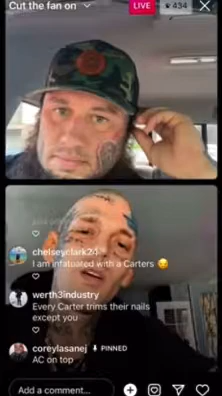 Cut the fan on
LIVE
434
chelseyclark24
I am infatuated with a Carters 😏
werth3industry
Every Carter trims their nails
except you
coreylasanej PINNED
AC on top
Add a comment...